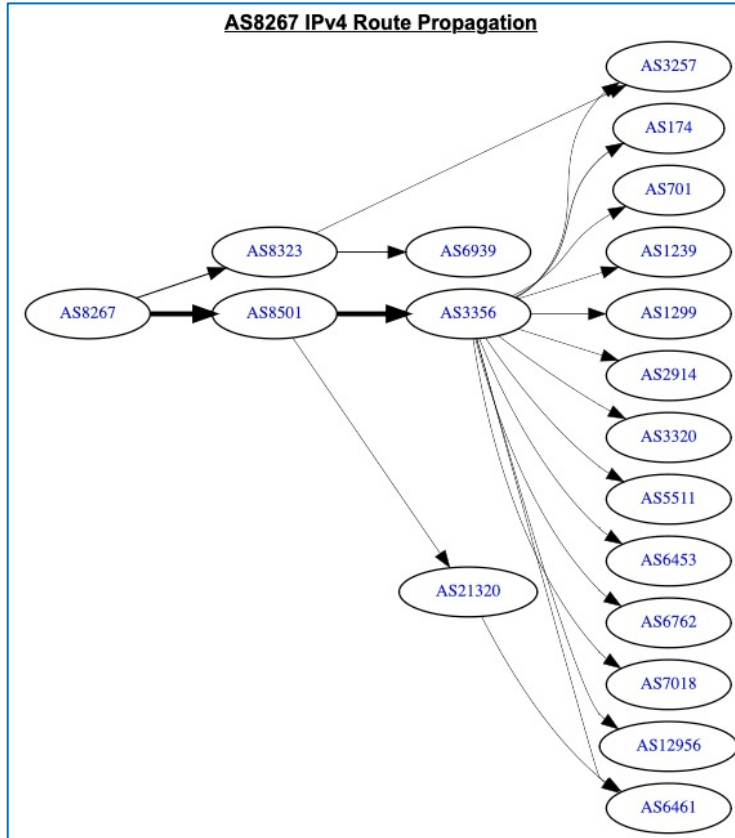 AS8267 IPv4 Route Propagation
AS3257
AS174
AS701
AS8323
AS6939
AS1239
AS8267
AS8501
AS3356
AS1299
AS2914
AS3320
AS5511
AS6453
AS21320
AS6762
AS7018
AS12956
AS6461